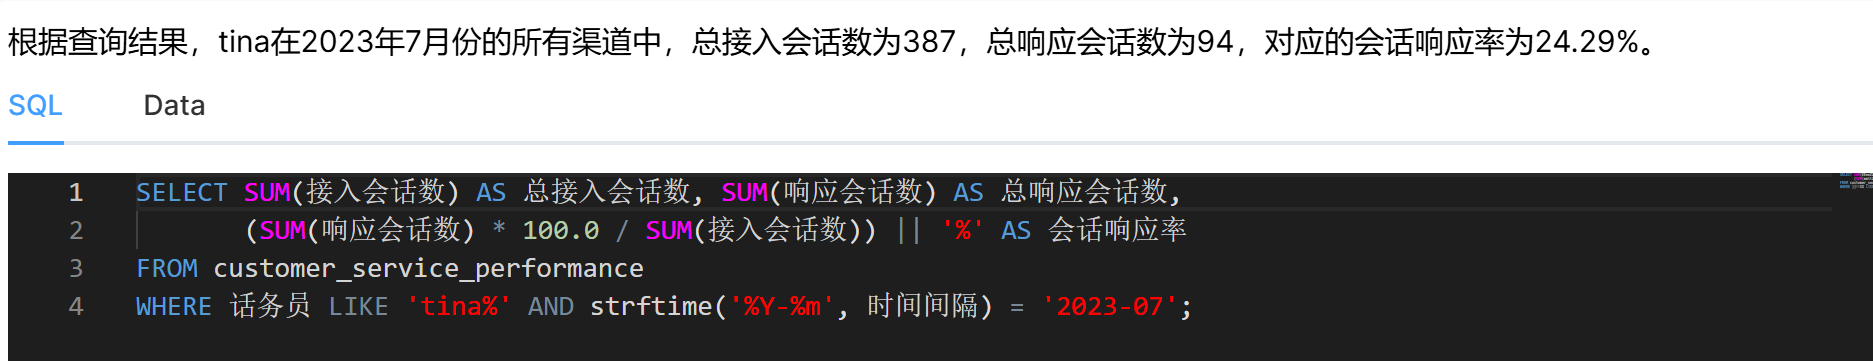 根据查询结果，tina在2023年7月份的所有渠道中，总接入会话数为387，总响应会话数为94，对应的会话响应率为24.29%。
SQL Data
1 SELECT SUM(接入会话数) AS 总接入会话数, SUM(响应会话数) AS 总响应会话数,
2 (SUM(响应会话数) * 100.0 / SUM(接入会话数)) || '%' AS 会话响应率
3 FROM customer_service_performance
4 WHERE 话务员 LIKE 'tina%' AND strftime('%Y-%m', 时间间隔) = '2023-07';